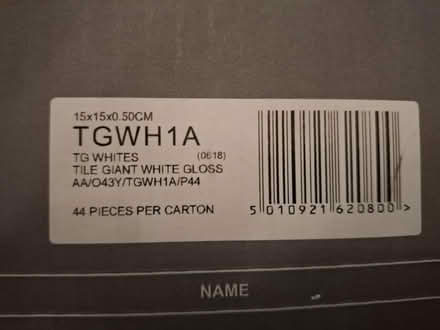 15x15x0.50CM
TGWH1A
TG WHITES (0618)
TILE GIANT WHITE GLOSS
AA/O43Y/TGWH1A/P44
44 PIECES PER CARTON
5 010921 620800 >
NAME